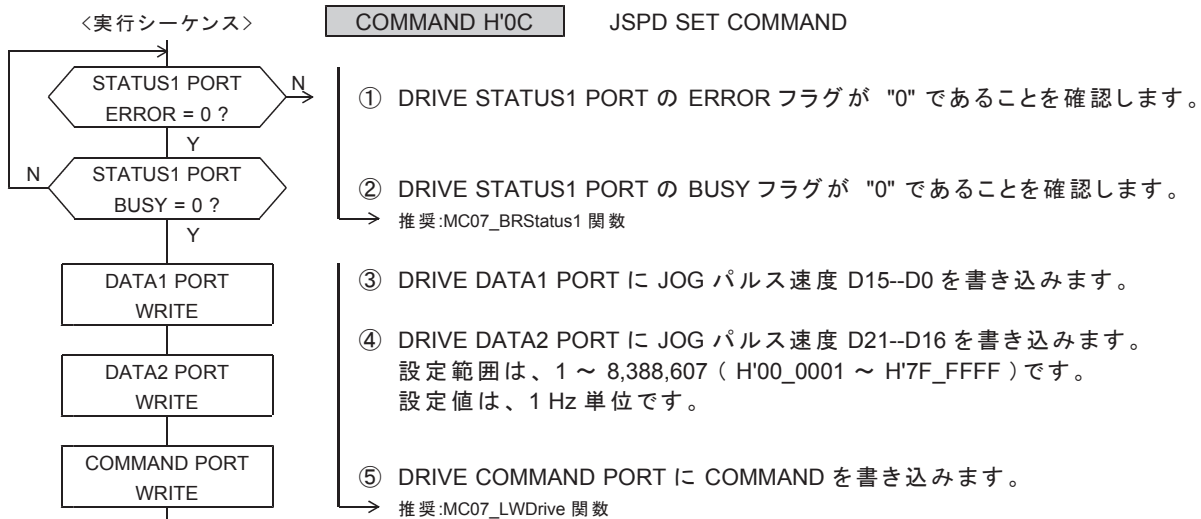 <実行シーケンス>
COMMAND H'0C
JSPD SET COMMAND
STATUS1 PORT
ERROR = 0 ?
N
Y
① DRIVE STATUS1 PORT の ERROR フラグが "0" であることを確認します。
N
STATUS1 PORT
BUSY = 0 ?
Y
② DRIVE STATUS1 PORT の BUSY フラグが "0" であることを確認します。
推奨:MC07_BRStatus1 関数
DATA1 PORT
WRITE
③ DRIVE DATA1 PORT に JOG パルス速度 D15--D0 を書き込みます。
DATA2 PORT
WRITE
④ DRIVE DATA2 PORT に JOG パルス速度 D21--D16 を書き込みます。
設定範囲は、1 ～ 8,388,607 ( H'00_0001 ～ H'7F_FFFF ) です。
設定値は、1 Hz 単位です。
COMMAND PORT
WRITE
⑤ DRIVE COMMAND PORT に COMMAND を書き込みます。
推奨:MC07_LWDrive 関数